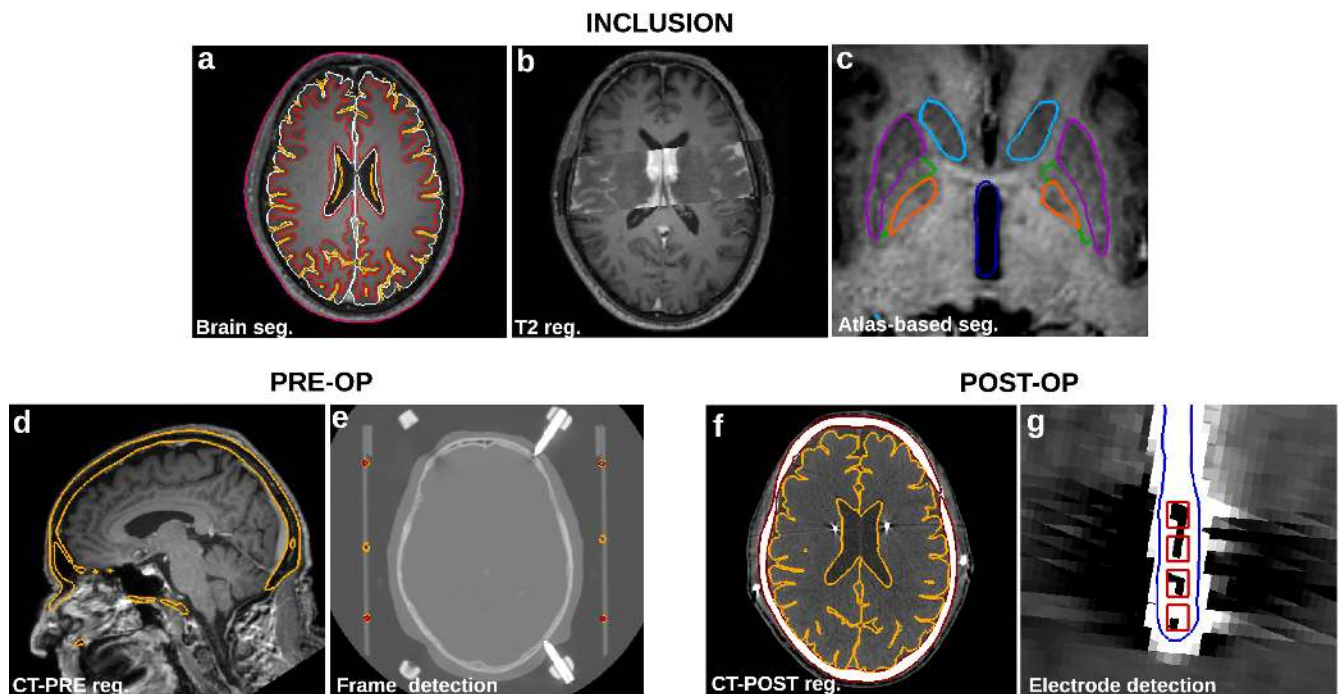 INCLUSION
a
b
c
Brain seg.
T2 reg.
Atlas-based seg.
PRE-OP
POST-OP
d
e
f
g
CT-PRE reg.
Frame detection
CT-POST reg.
Electrode detection